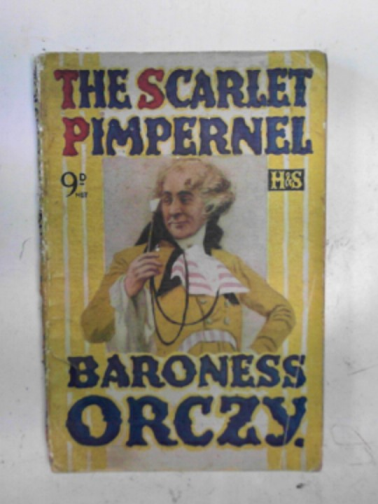 THE SCARLET
PIMPERNEL
9D
NET
H&S
BARONESS
ORCZY.